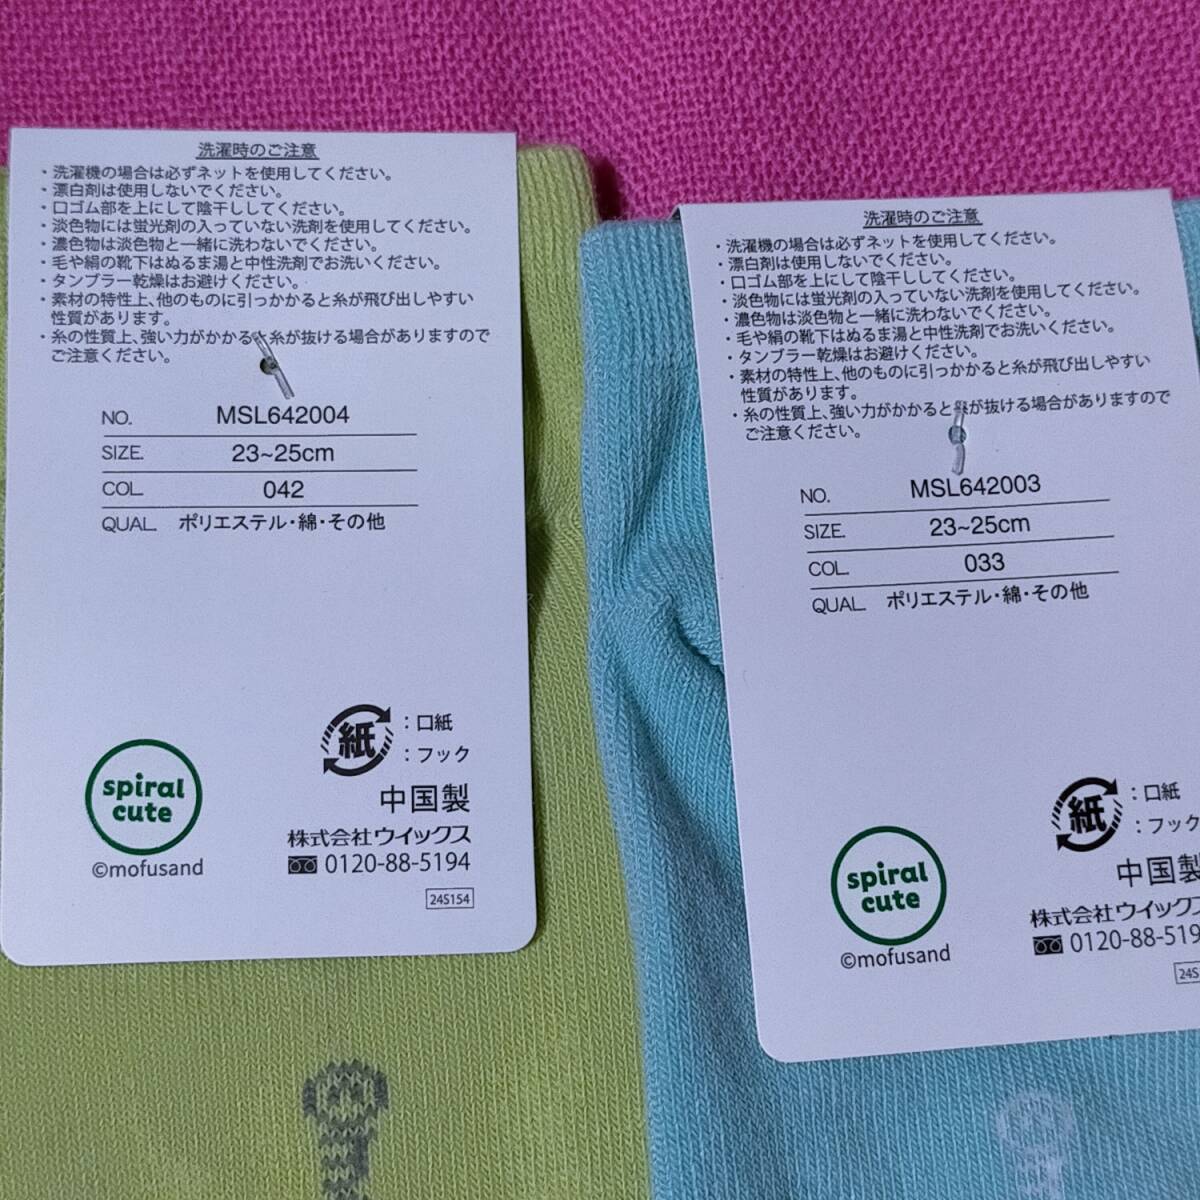 洗濯時のご注意
・洗濯機の場合は必ずネットを使用してください。
・漂白剤は使用しないでください。
・口ゴム部を上にして陰干ししてください。
・淡色物には蛍光剤の入っていない洗剤を使用してください。
・濃色物は淡色物と一緒に洗わないでください。
・毛や絹の靴下はぬるま湯と中性洗剤でお洗いください。
・タンブラー乾燥はお避けください。
・素材の特性上、他のものに引っかかると糸が飛び出しやすい
性質があります。
・糸の性質上、強い力がかかると糸が抜ける場合がありますので
ご注意ください。
NO. MSL642004
SIZE. 23~25cm
COL. 042
QUAL. ポリエステル・綿・その他
紙 :口紙
:フック
spiral
cute
©mofusand
中国製
株式会社ウイックス
0120-88-5194
24S154
洗濯時のご注意
・洗濯機の場合は必ずネットを使用してください。
・漂白剤は使用しないでください。
・口ゴム部を上にして陰干ししてください。
・淡色物には蛍光剤の入っていない洗剤を使用してください。
・濃色物は淡色物と一緒に洗わないでください。
・毛や絹の靴下はぬるま湯と中性洗剤でお洗いください。
・タンブラー乾燥はお避けください。
・素材の特性上、他のものに引っかかると糸が飛び出しやすい
性質があります。
・糸の性質上、強い力がかかると糸が抜ける場合がありますので
ご注意ください。
NO. MSL642003
SIZE. 23~25cm
COL. 033
QUAL. ポリエステル・綿・その他
紙 :口紙
:フック
spiral
cute
©mofusand
中国製
株式会社ウイックス
0120-88-519
24S